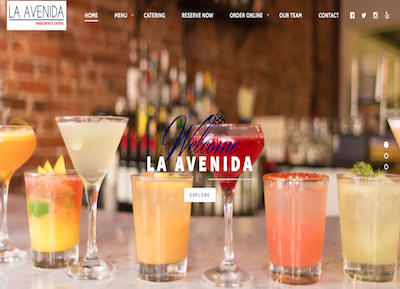 LA AVENIDA
restaurante & cantina
HOME MENU CATERING RESERVE NOW ORDER ONLINE OUR TEAM CONTACT
Welcome
LA AVENIDA
EXPLORE